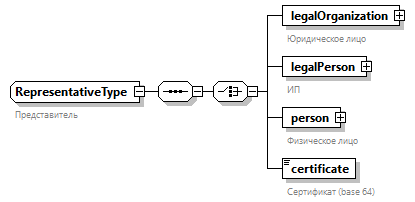 legalOrganization
Юридическое лицо
legalPerson
ИП
RepresentativeType
Представитель
person
Физическое лицо
certificate
Сертификат (base 64)